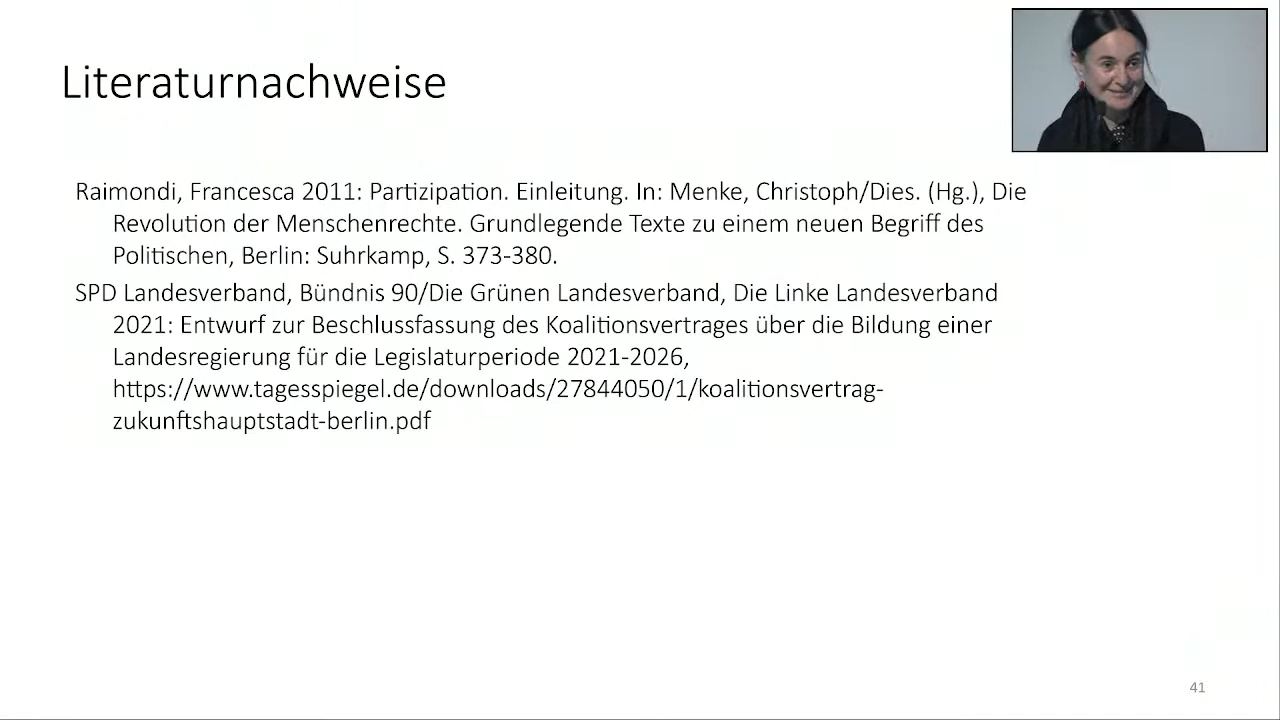 Literaturnachweise
Raimondi, Francesca 2011: Partizipation. Einleitung. In: Menke, Christoph/Dies. (Hg.), Die
Revolution der Menschenrechte. Grundlegende Texte zu einem neuen Begriff des
Politischen, Berlin: Suhrkamp, S. 373-380.
SPD Landesverband, Bündnis 90/Die Grünen Landesverband, Die Linke Landesverband
2021: Entwurf zur Beschlussfassung des Koalitionsvertrages über die Bildung einer
Landesregierung für die Legislaturperiode 2021-2026,
https://www.tagesspiegel.de/downloads/27844050/1/koalitionsvertrag-
zukunftshauptstadt-berlin.pdf
41